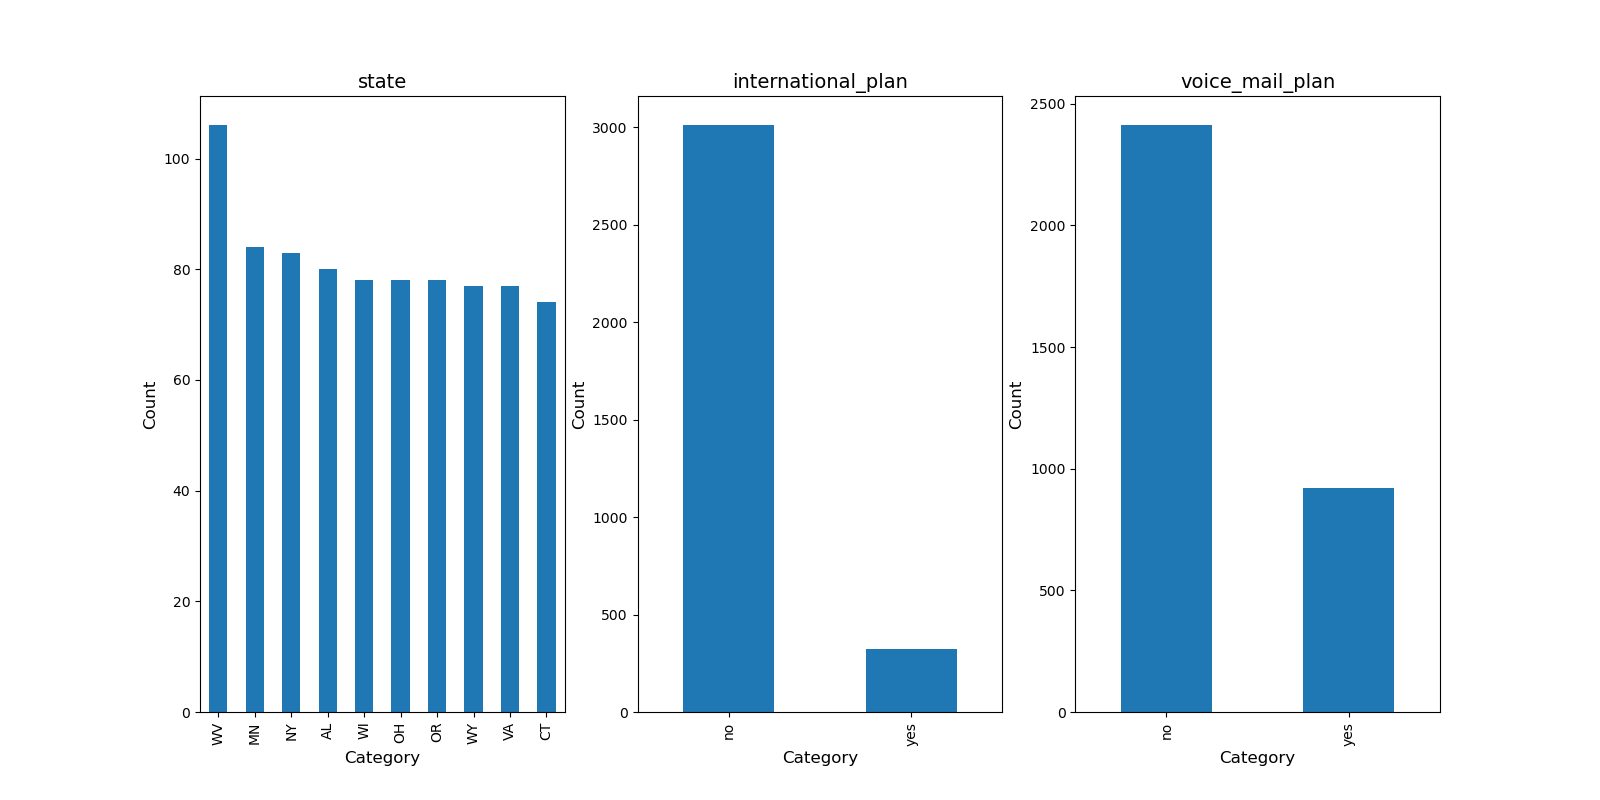 state
international_plan
voice_mail_plan
Count
100
80
60
40
20
0
WV MN NY AL WI OH OR WY VA CT
Category
Count
3000
2500
2000
1500
1000
500
0
no yes
Category
Count
2500
2000
1500
1000
500
0
no yes
Category